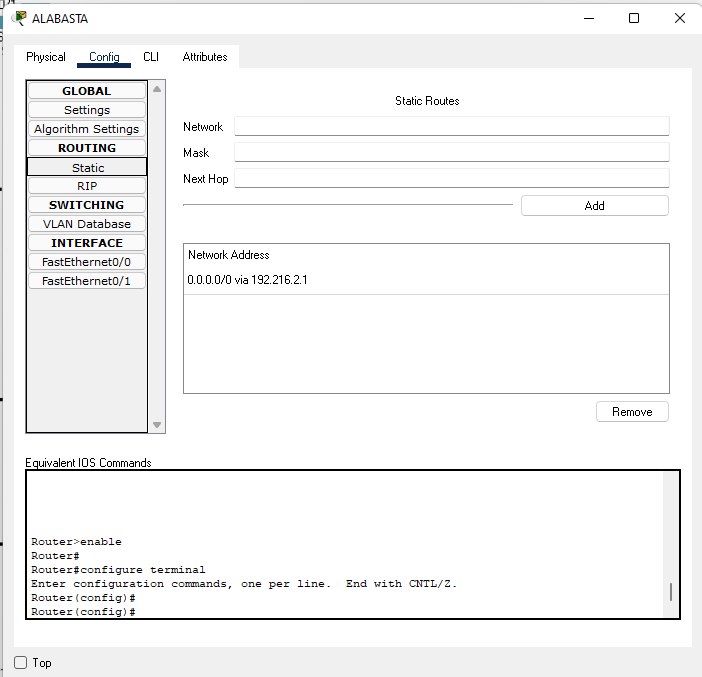 ALABASTA
Physical Config CLI Attributes
GLOBAL
Settings
Algorithm Settings
ROUTING
Static
RIP
SWITCHING
VLAN Database
INTERFACE
FastEthernet0/0
FastEthernet0/1
Static Routes
Network
Mask
Next Hop
Add
Network Address
0.0.0.0/0 via 192.216.2.1
Remove
Equivalent IOS Commands
Router>enable
Router#
Router#configure terminal
Enter configuration commands, one per line.  End with CNTL/Z.
Router(config)#
Router(config)#
Top